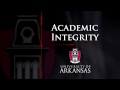 Academic
Integrity
UNIVERSITY OF
ARKANSAS